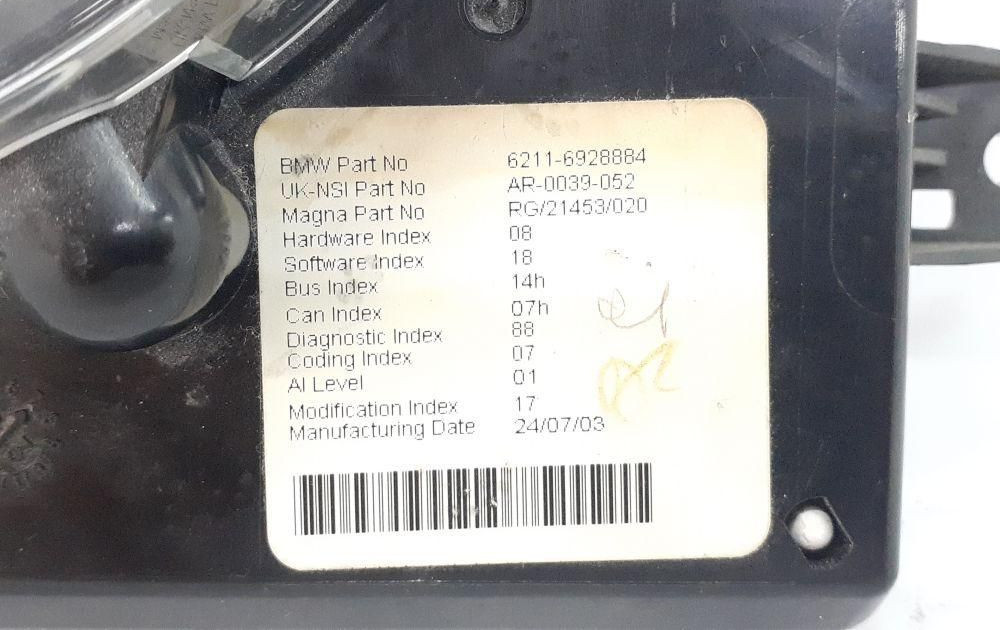 BMW Part No 6211-6928884
UK-NSI Part No AR-0039-052
Magna Part No RG/21453/020
Hardware Index 08
Software Index 18
Bus Index 14h
Can Index 07h
Diagnostic Index 88
Coding Index 07
AI Level 01
Modification Index 17
Manufacturing Date 24/07/03